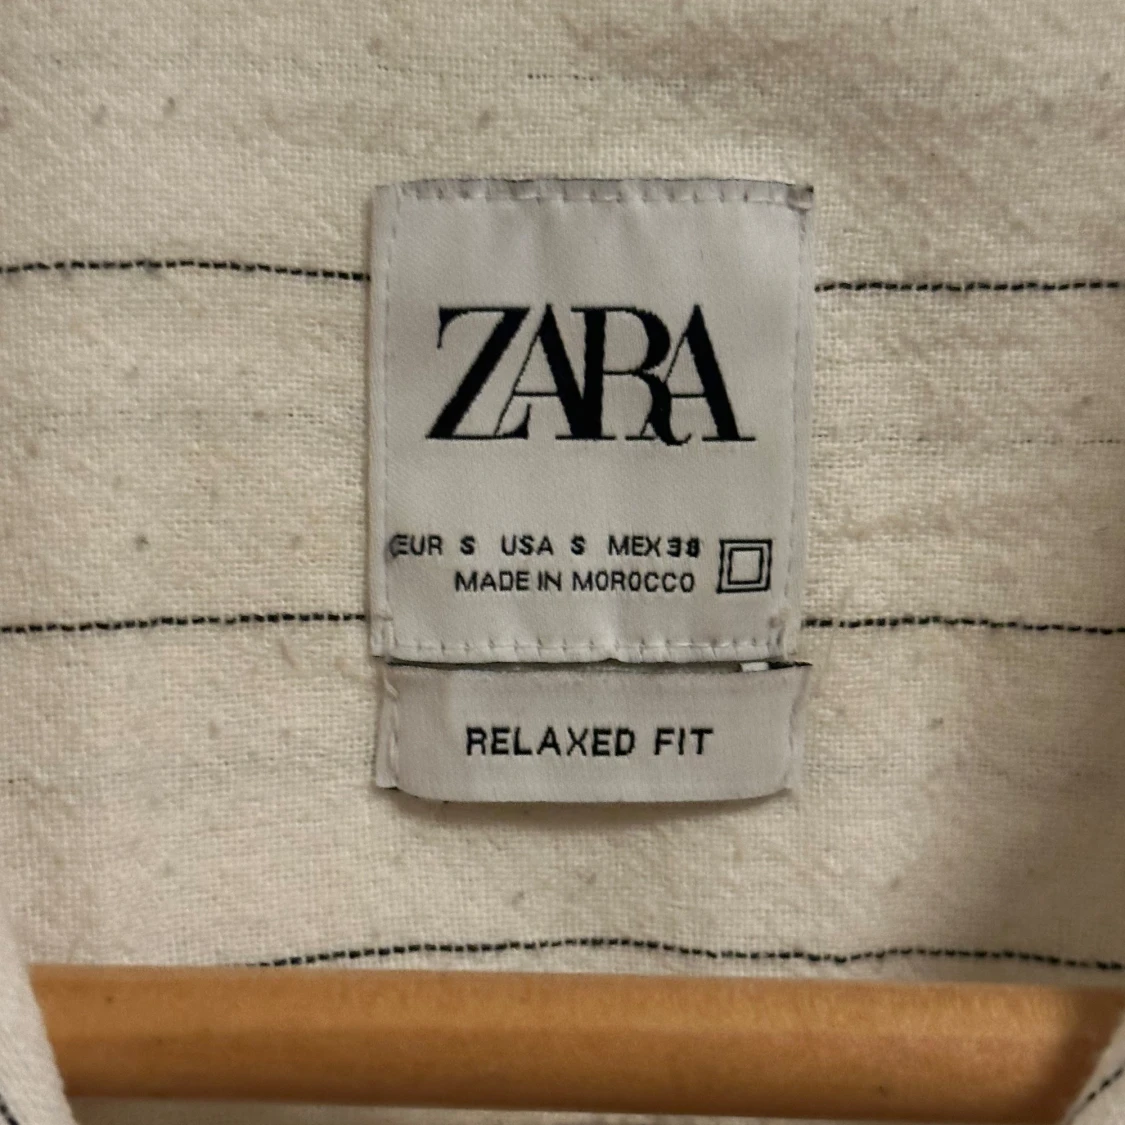 ZARA
EUR S USA S MEX 38
MADE IN MOROCCO
RELAXED FIT